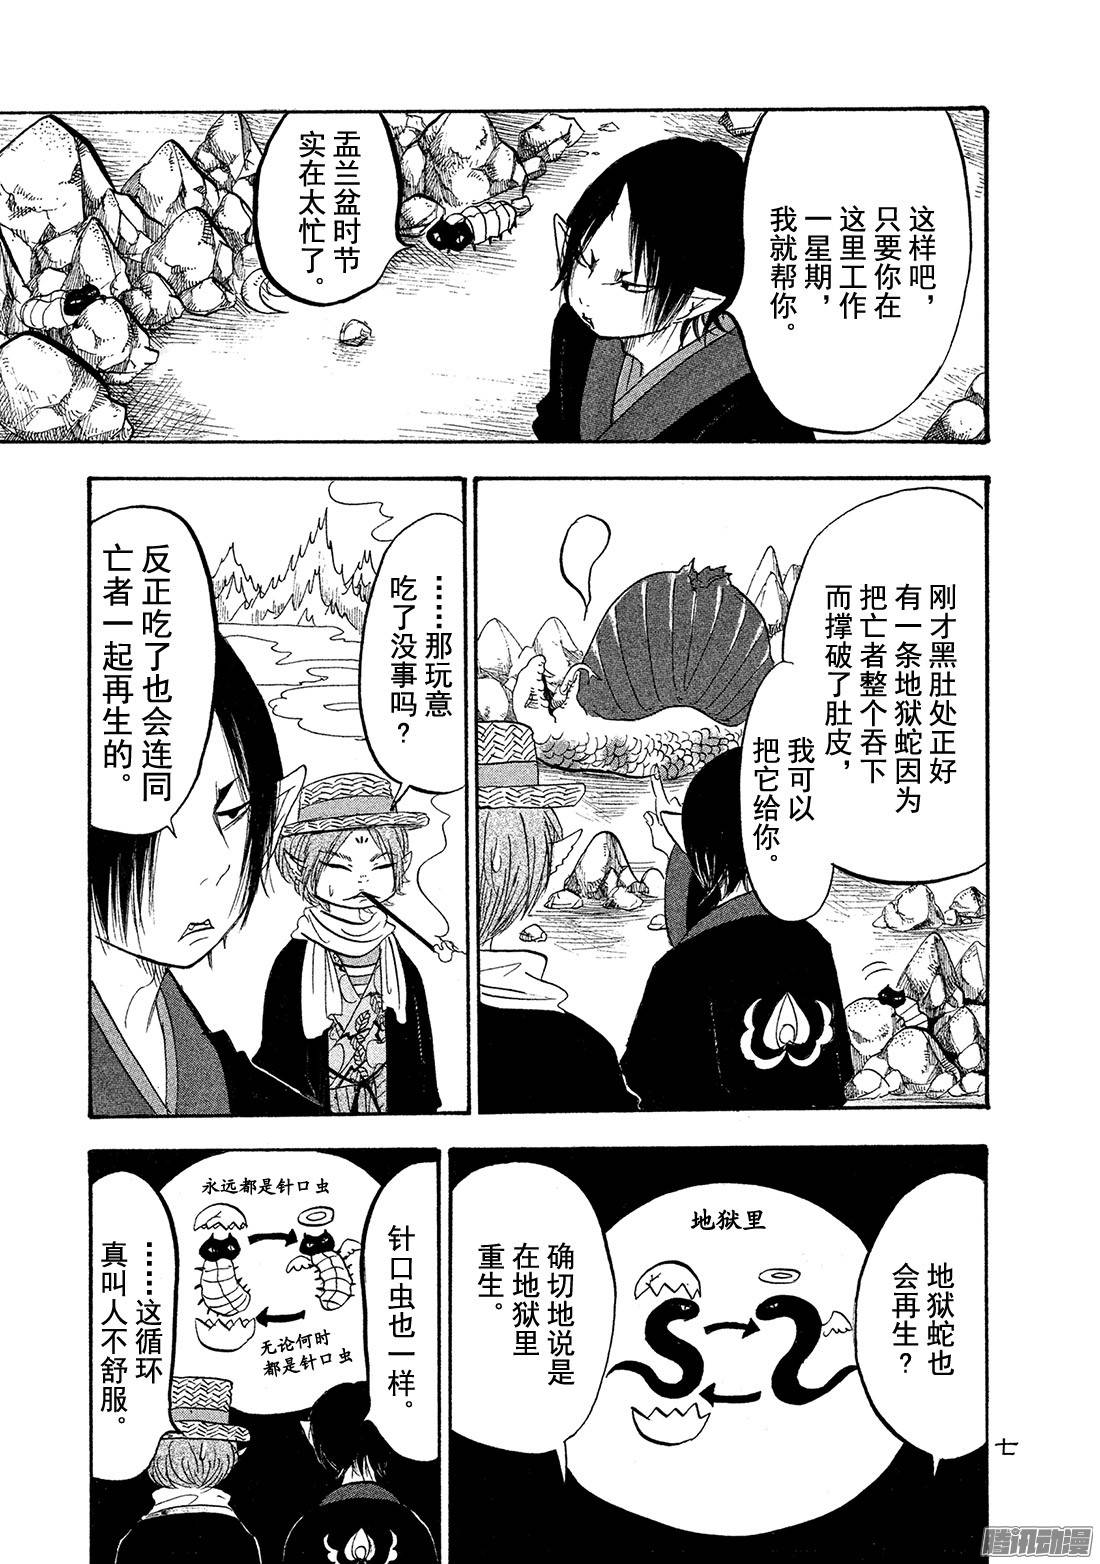 这样吧，
只要你在
这里工作
一星期，
我就帮你。
盂兰盆时节
实在太忙了。
刚才黑肚处正好
有一条地狱蛇因为
把亡者整个吞下
而撑破了肚皮，
我可以
把它给你。
……那玩意
吃了没事吗？
反正吃了也会连同
亡者一起再生的。
地狱蛇也
会再生？
地狱里
确切地说是
在地狱里
重生。
针口虫也一样。
永远都是针口虫
无论何时
都是针口虫
……这循环
真叫人不舒服。
七
腾讯动漫